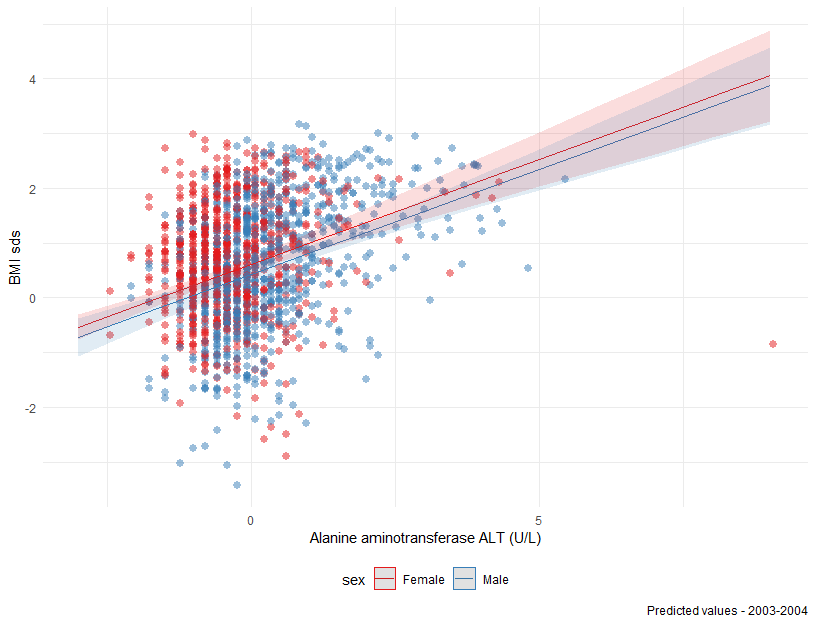 4
2
0
-2
BMI sds
0 5
Alanine aminotransferase ALT (U/L)
sex Female Male
Predicted values - 2003-2004